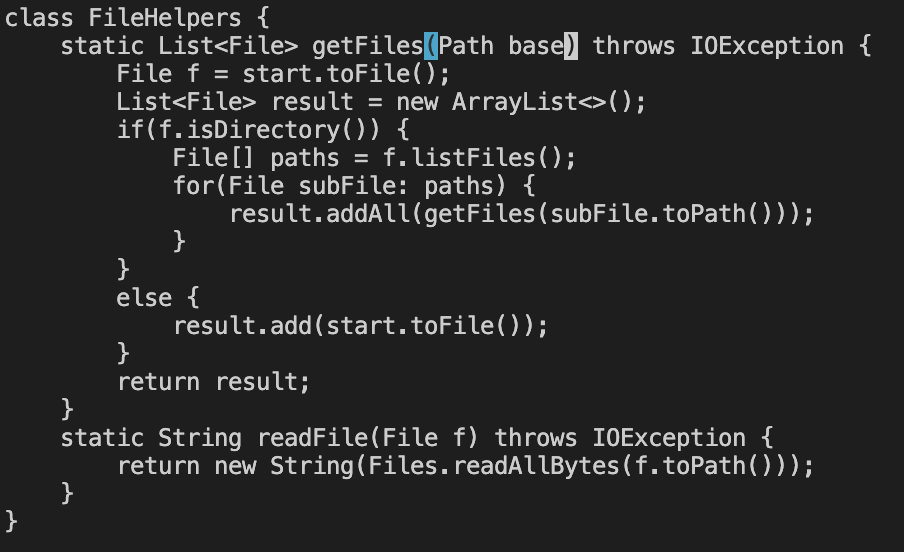 class FileHelpers {
    static List<File> getFiles(Path base) throws IOException {
        File f = start.toFile();
        List<File> result = new ArrayList<>();
        if(f.isDirectory()) {
            File[] paths = f.listFiles();
            for(File subFile: paths) {
                result.addAll(getFiles(subFile.toPath()));
            }
        }
        else {
            result.add(start.toFile());
        }
        return result;
    }
    static String readFile(File f) throws IOException {
        return new String(Files.readAllBytes(f.toPath()));
    }
}